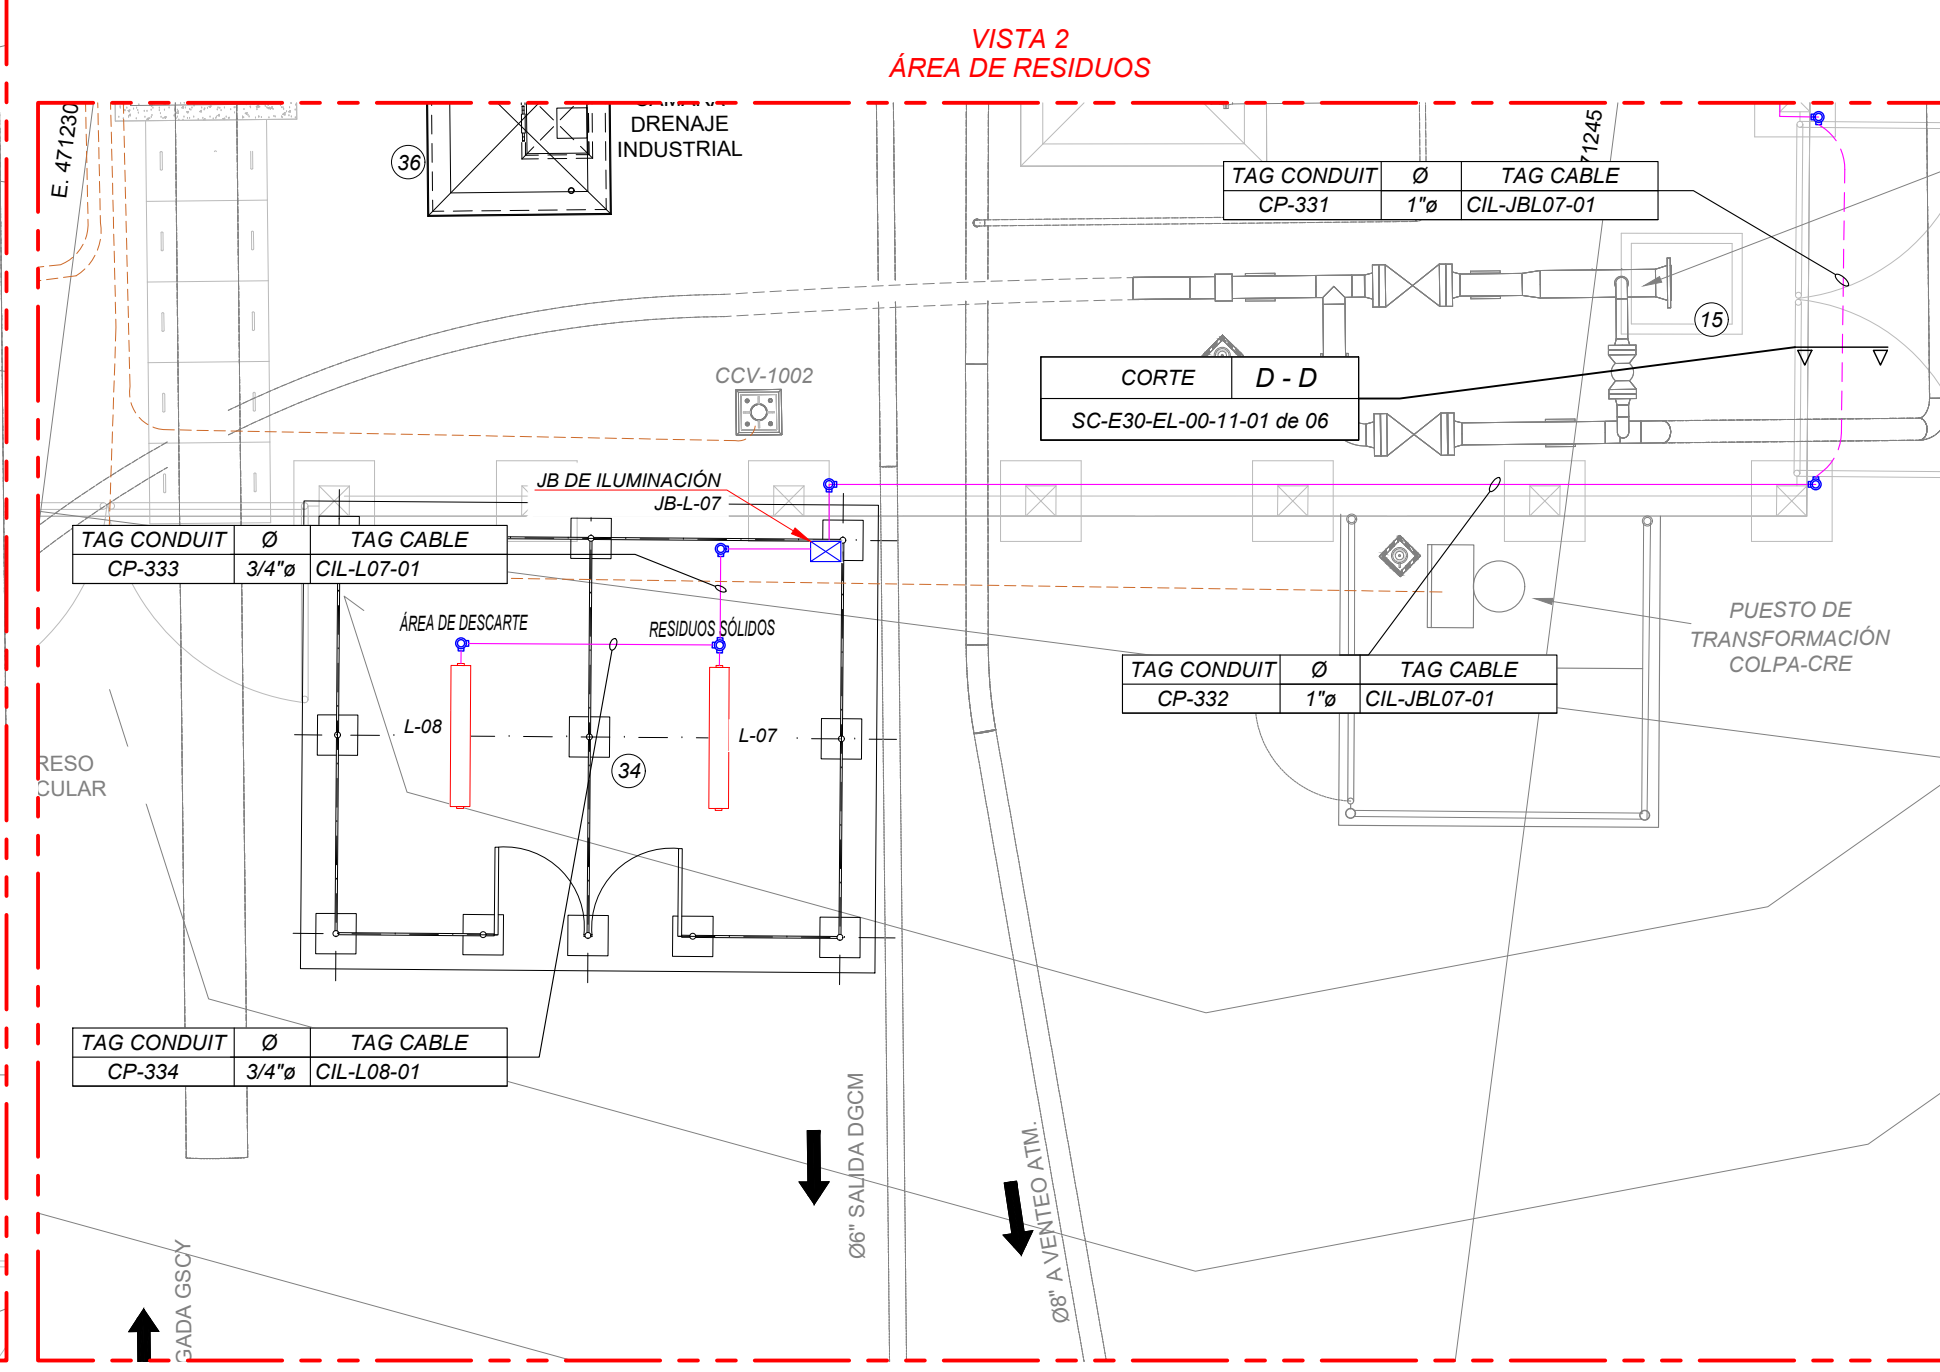 VISTA 2
ÁREA DE RESIDUOS
E. 471230
36
DRENAJE
INDUSTRIAL
71245
TAG CONDUIT Ø TAG CABLE
CP-331 1"ø CIL-JBL07-01
15
CCV-1002
CORTE D - D
SC-E30-EL-00-11-01 de 06
JB DE ILUMINACIÓN
JB-L-07
TAG CONDUIT Ø TAG CABLE
CP-333 3/4"ø CIL-L07-01
ÁREA DE DESCARTE
RESIDUOS SÓLIDOS
PUESTO DE
TRANSFORMACIÓN
COLPA-CRE
TAG CONDUIT Ø TAG CABLE
CP-332 1"ø CIL-JBL07-01
L-08
L-07
34
RESO
CULAR
TAG CONDUIT Ø TAG CABLE
CP-334 3/4"ø CIL-L08-01
Ø6" SALIDA DGCM
Ø8" A VENTEO ATM.
GADA GSCY